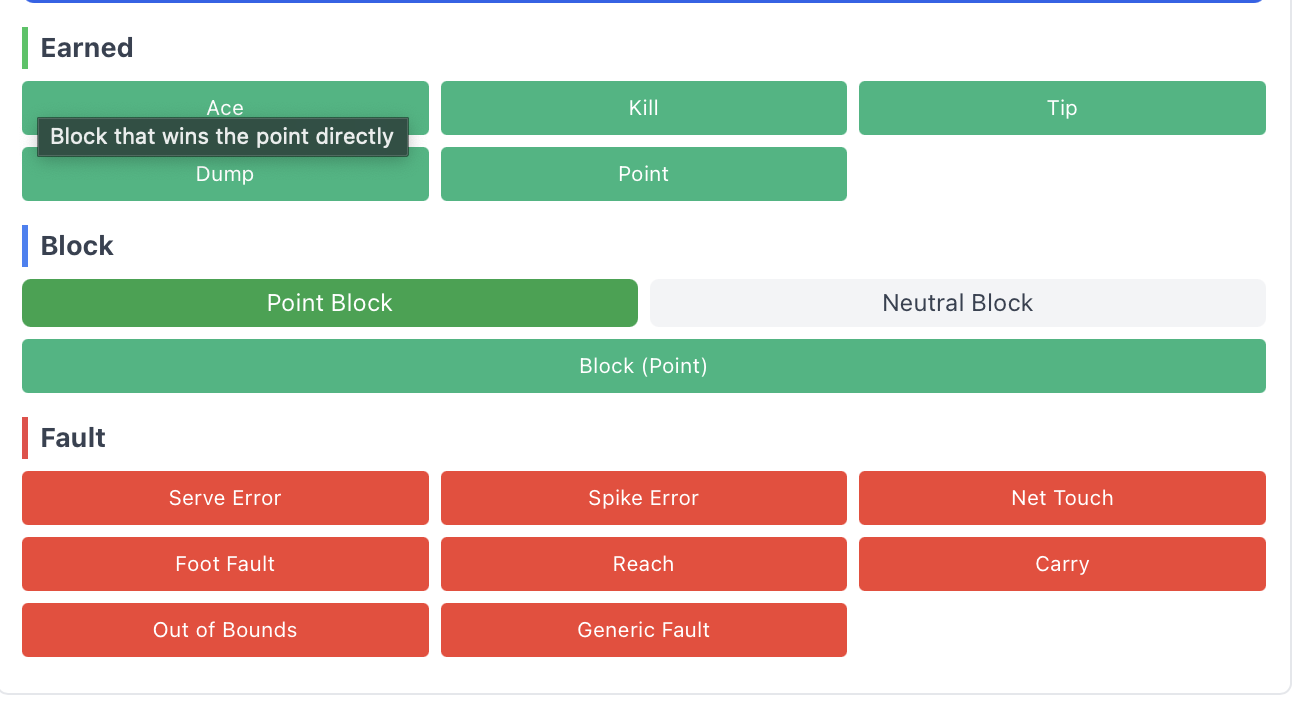 Earned
Ace
Kill
Tip
Block that wins the point directly
Dump
Point
Block
Point Block
Neutral Block
Block (Point)
Fault
Serve Error
Spike Error
Net Touch
Foot Fault
Reach
Carry
Out of Bounds
Generic Fault